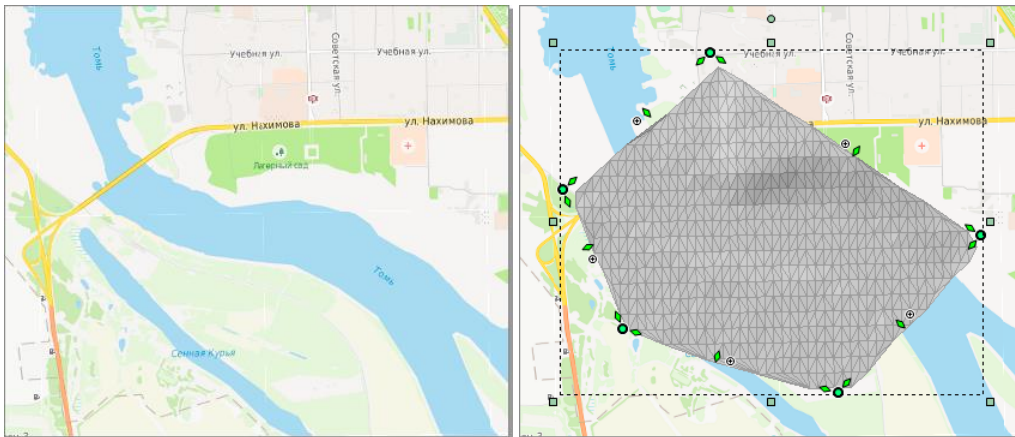 Томь
Учебная ул.
Советская ул.
Учебная ул.
ул. Нахимова
ул. Нахимова
Лагерный сад
Томь
Сенная Курья
Томь
Учебная ул.
Советская ул.
Учебная ул.
Нахимова